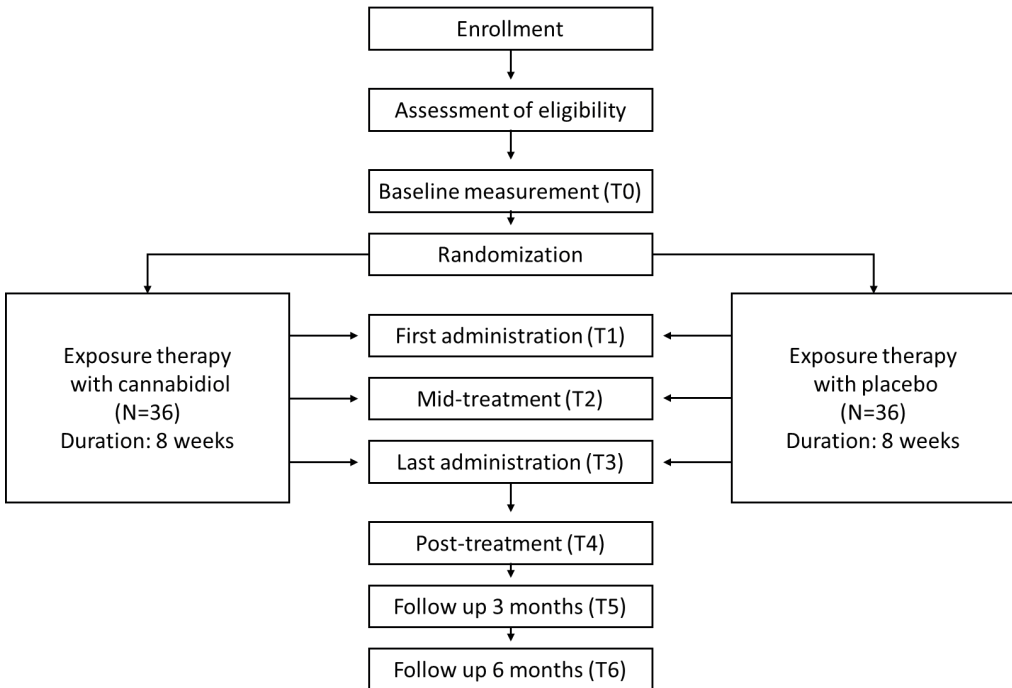 Enrollment
Assessment of eligibility
Baseline measurement (T0)
Randomization
Exposure therapy
with cannabidiol
(N=36)
Duration: 8 weeks
First administration (T1)
Mid-treatment (T2)
Last administration (T3)
Exposure therapy
with placebo
(N=36)
Duration: 8 weeks
Post-treatment (T4)
Follow up 3 months (T5)
Follow up 6 months (T6)